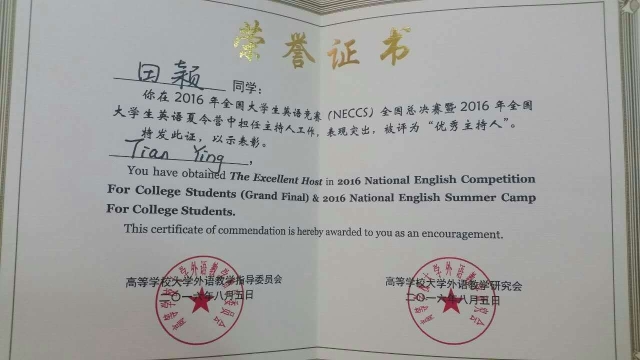 荣誉证书
田颖 同学：
你在2016年全国大学生英语竞赛（NECCS）全国总决赛暨2016年全国
大学生英语夏令营中担任主持人工作，表现突出，被评为“优秀主持人”。
特发此证，以示表彰。
Tian Ying ,
You have obtained The Excellent Host in 2016 National English Competition
For College Students (Grand Final) & 2016 National English Summer Camp
For College Students.
This certificate of commendation is hereby awarded to you as an encouragement.
高等学校大学外语教学指导委员会
二〇一六年八月五日
高等学校大学外语教学研究会
二〇一六年八月五日